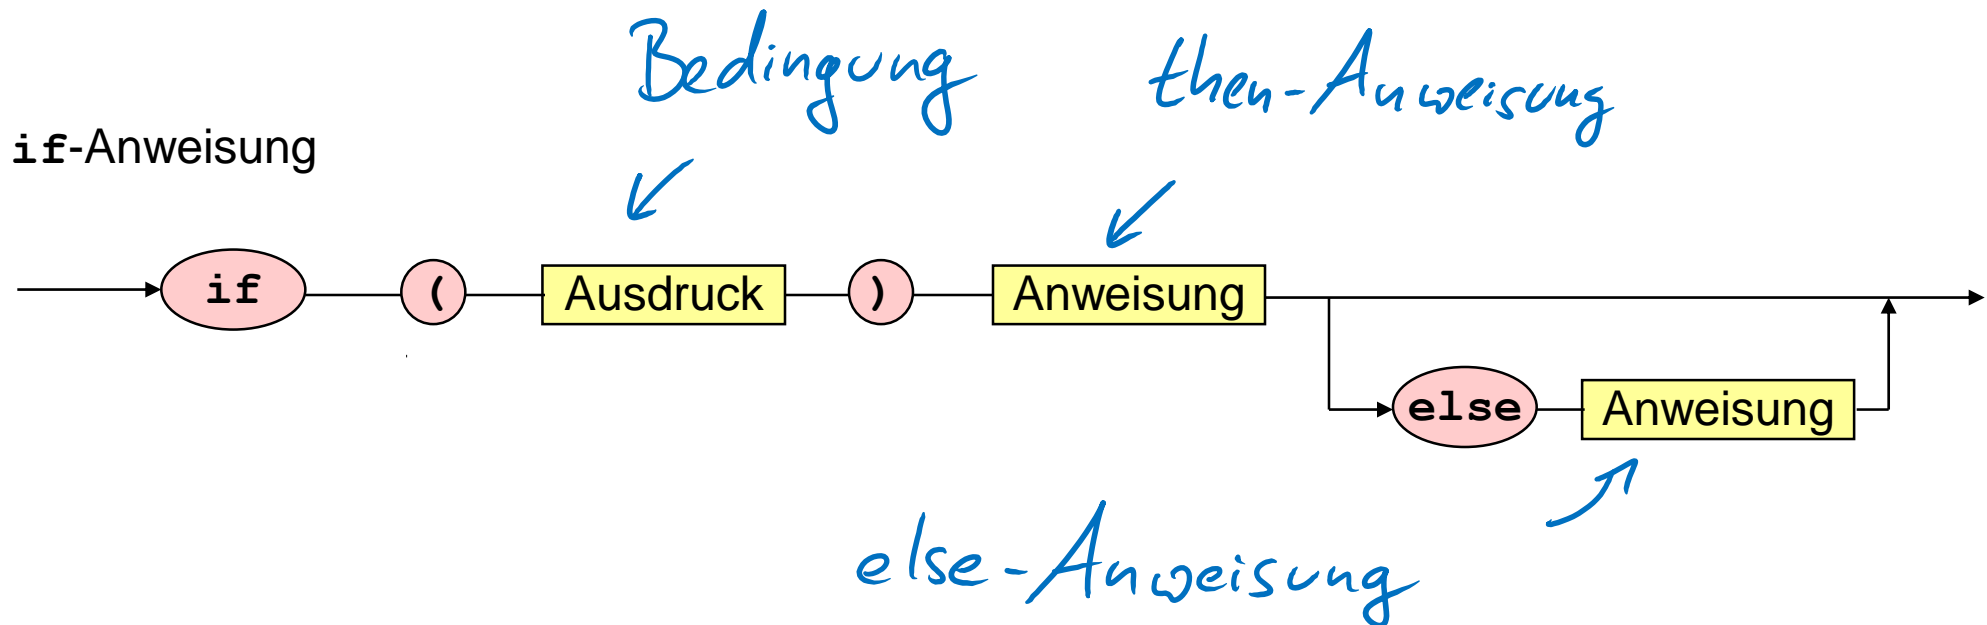 Bedingung then-Anweisung
if-Anweisung
if ( Ausdruck ) Anweisung
else Anweisung
else-Anweisung